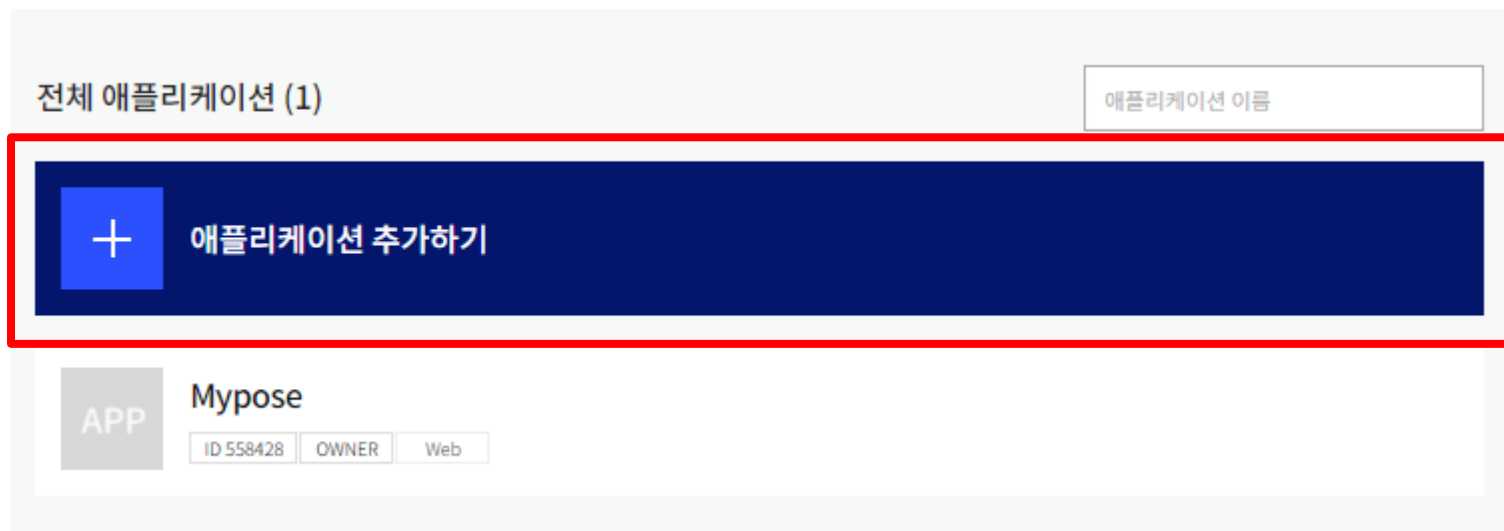 전체 애플리케이션 (1)
애플리케이션 이름
애플리케이션 추가하기
APP
Mypose
ID 558428 OWNER Web